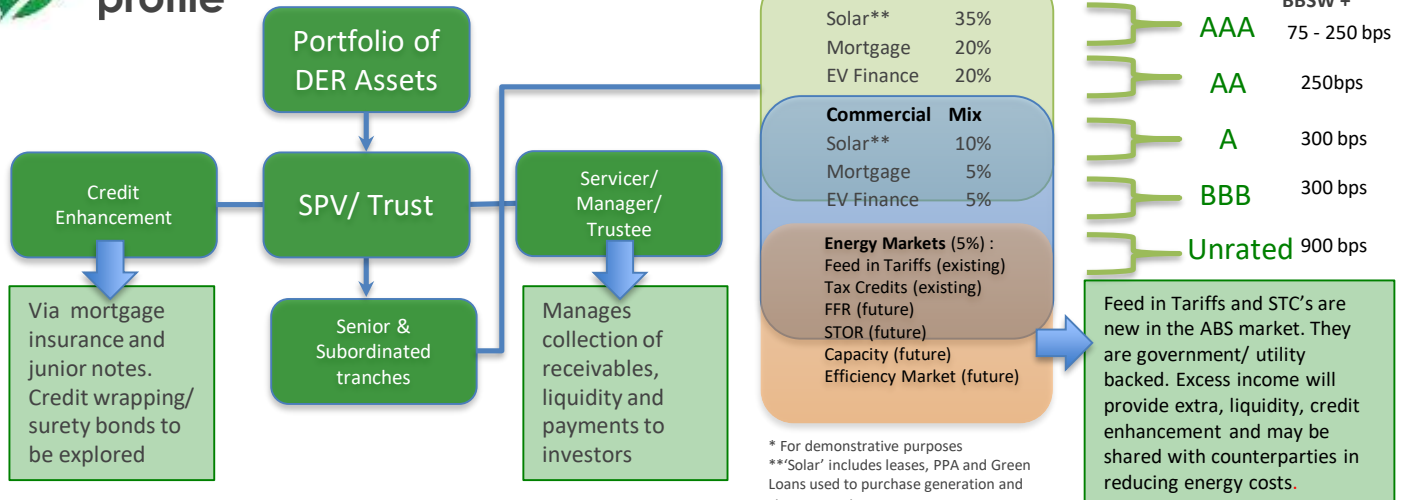 profile
Portfolio of
DER Assets
Credit
Enhancement
SPV/ Trust
Servicer/
Manager/
Trustee
Senior &
Subordinated
tranches
Via mortgage
insurance and
junior notes.
Credit wrapping/
surety bonds to
be explored
Manages
collection of
receivables,
liquidity and
payments to
investors
Solar** 35%
Mortgage 20%
EV Finance 20%
Commercial Mix
Solar** 10%
Mortgage 5%
EV Finance 5%
Energy Markets (5%) :
Feed in Tariffs (existing)
Tax Credits (existing)
FFR (future)
STOR (future)
Capacity (future)
Efficiency Market (future)
* For demonstrative purposes
**‘Solar’ includes leases, PPA and Green
Loans used to purchase generation and
BBSW +
AAA 75 - 250 bps
AA 250bps
A 300 bps
BBB 300 bps
Unrated 900 bps
Feed in Tariffs and STC’s are
new in the ABS market. They
are government/ utility
backed. Excess income will
provide extra, liquidity, credit
enhancement and may be
shared with counterparties in
reducing energy costs.